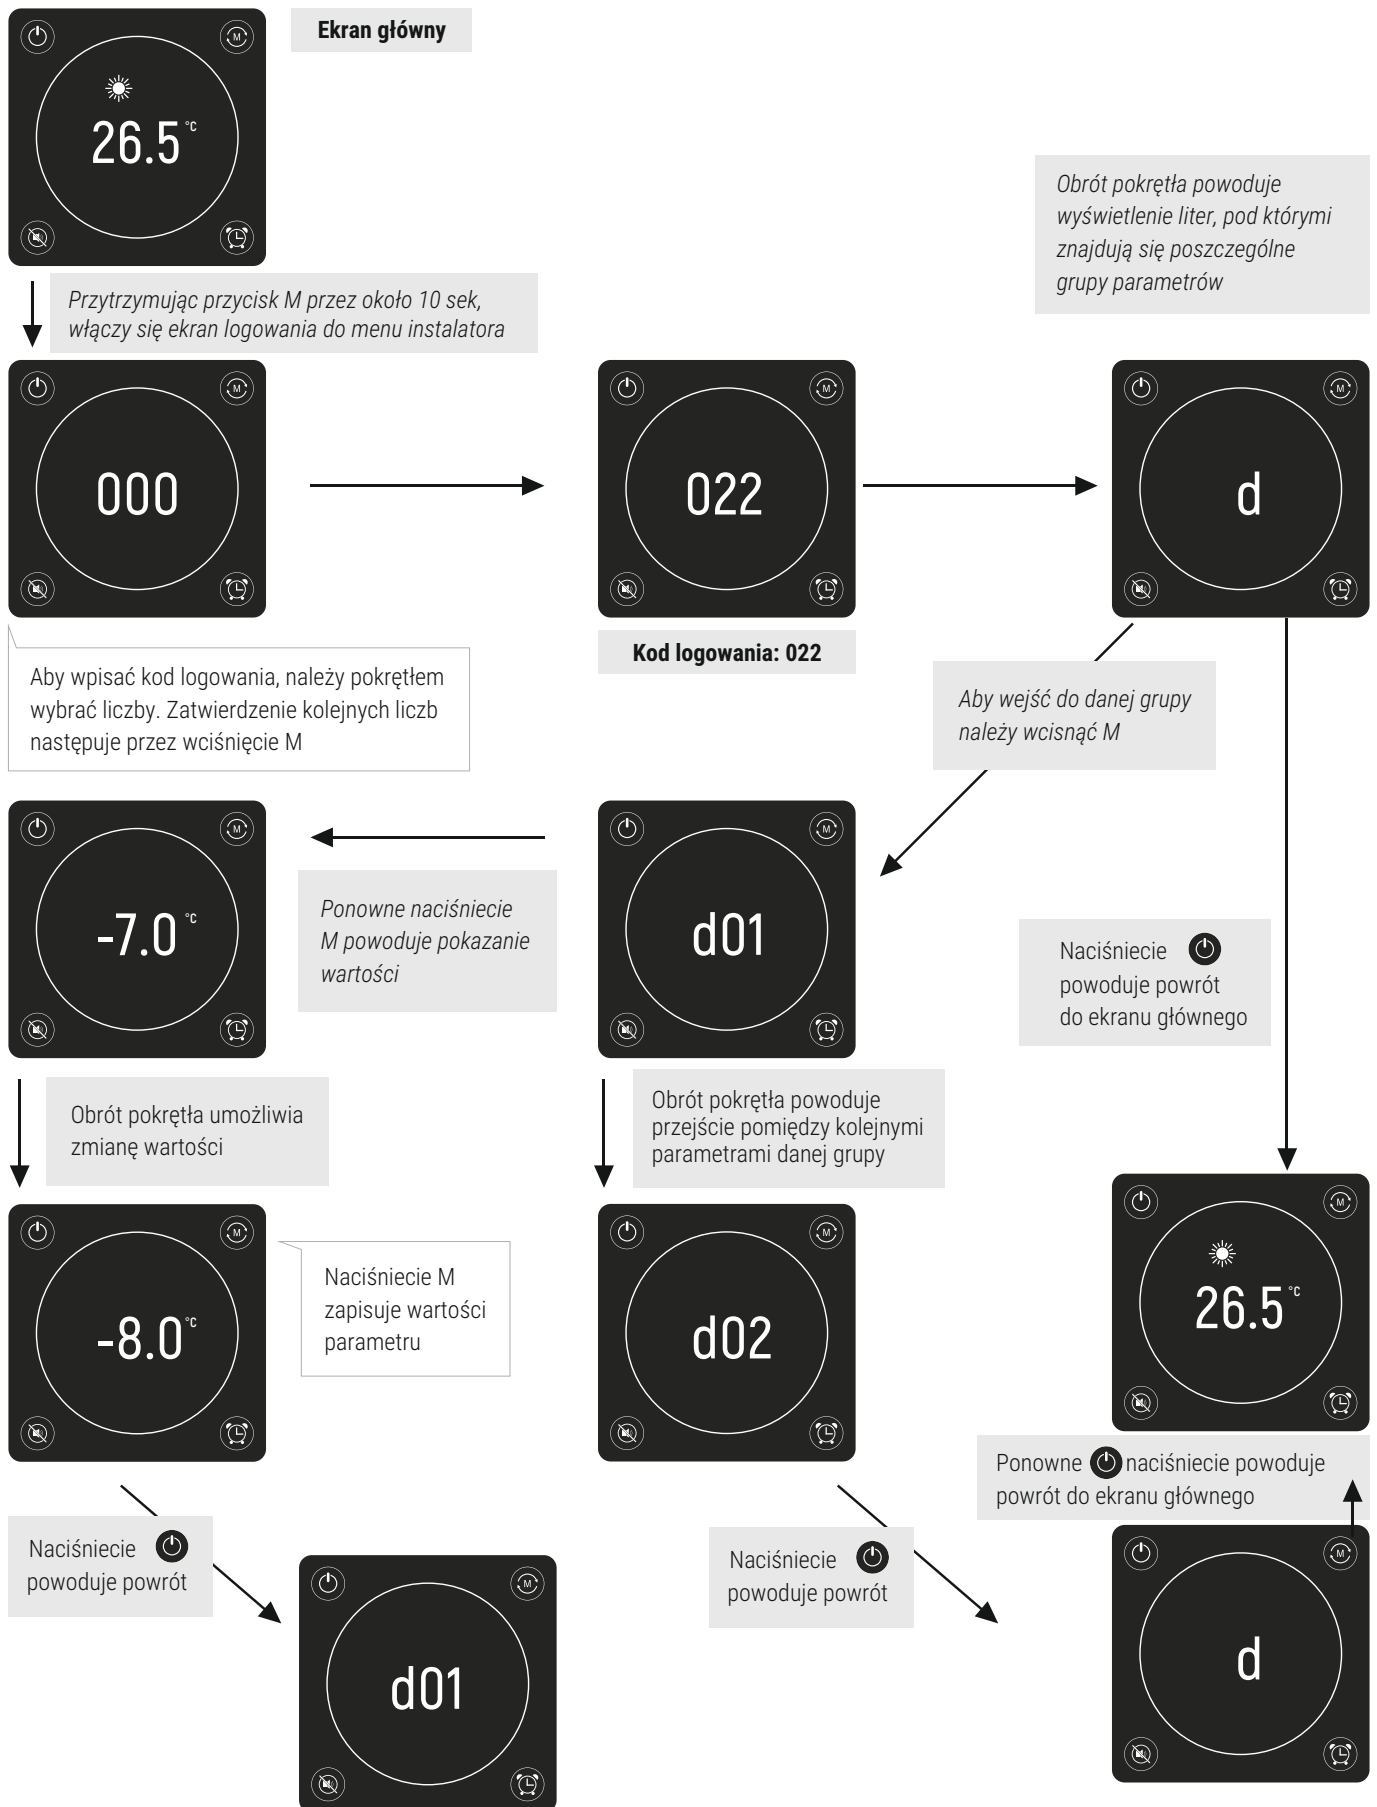 Ekran główny
M
26.5 °C
Obrót pokrętła powoduje
wyświetlenie liter, pod którymi
znajdują się poszczególne
grupy parametrów
Przytrzymując przycisk M przez około 10 sek,
włączy się ekran logowania do menu instalatora
M
000
M
022
M
d
Kod logowania: 022
Aby wpisać kod logowania, należy pokrętłem
wybrać liczby. Zatwierdzenie kolejnych liczb
następuje przez wciśnięcie M
Aby wejść do danej grupy
należy wcisnąć M
M
-7.0 °C
Ponowne naciśniecie
M powoduje pokazanie
wartości
M
d01
Naciśniecie
powoduje powrót
do ekranu głównego
Obrót pokrętła umożliwia
zmianę wartości
Obrót pokrętła powoduje
przejście pomiędzy kolejnymi
parametrami danej grupy
M
-8.0 °C
Naciśniecie M
zapisuje wartości
parametru
M
d02
M
26.5 °C
Ponowne naciśniecie powoduje
powrót do ekranu głównego
Naciśniecie
powoduje powrót
M
d01
Naciśniecie
powoduje powrót
M
d